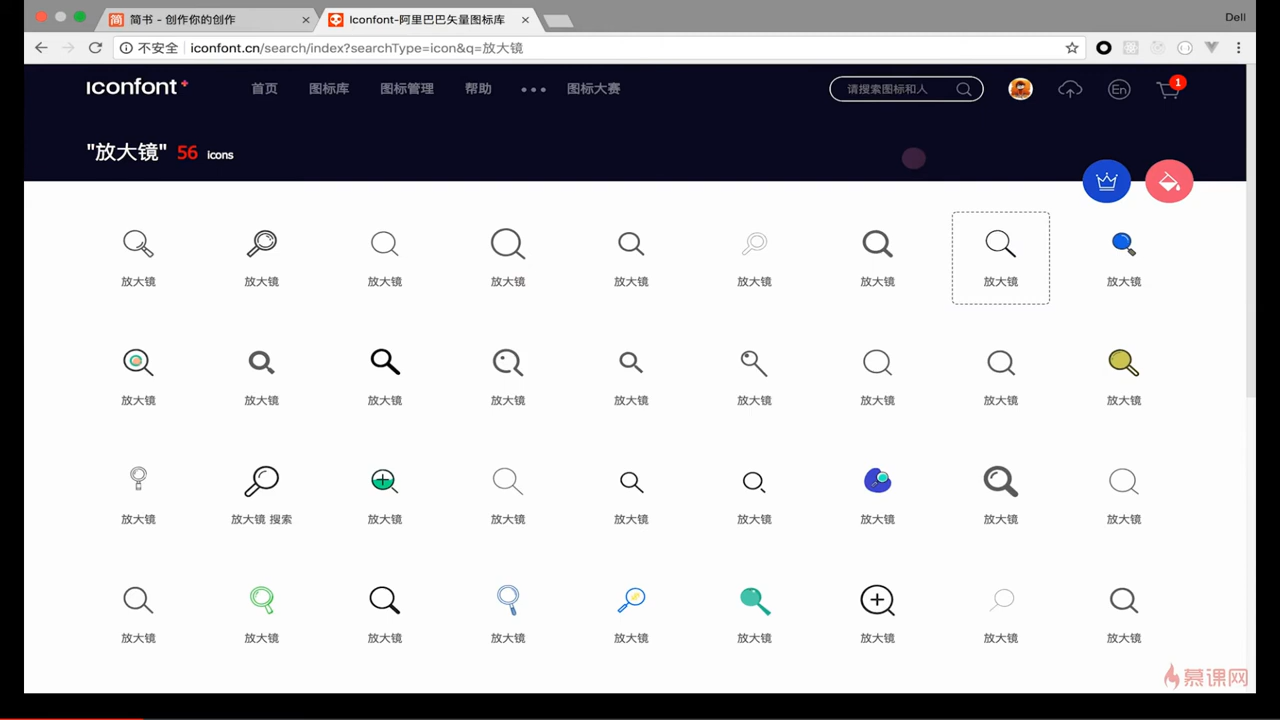 简 简书 - 创作你的创作 Iconfont-阿里巴巴矢量图标库 Dell
不安全 iconfont.cn/search/index?searchType=icon&q=放大镜
iconfont+ 首页 图标库 图标管理 帮助 图标大赛 请搜索图标和人 En 1
"放大镜" 56 icons
放大镜 放大镜 放大镜 放大镜 放大镜 放大镜 放大镜 放大镜 放大镜
放大镜 放大镜 放大镜 放大镜 放大镜 放大镜 放大镜 放大镜 放大镜
放大镜 放大镜 搜索 放大镜 放大镜 放大镜 放大镜 放大镜 放大镜 放大镜
放大镜 放大镜 放大镜 放大镜 放大镜 放大镜 放大镜 放大镜 放大镜
慕课网